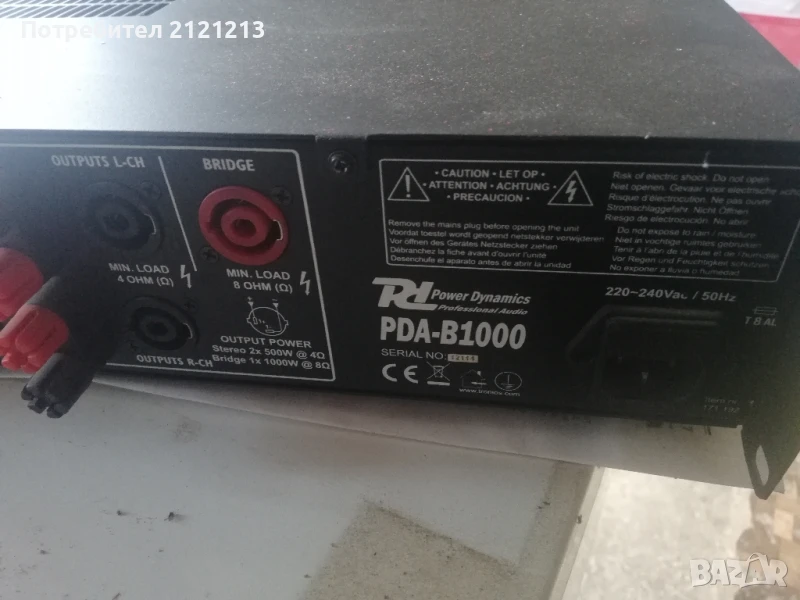 Потребител 2121213
OUTPUTS L-CH
BRIDGE
MIN. LOAD
4 OHM (Ω)
MIN. LOAD
8 OHM (Ω)
OUTPUTS R-CH
OUTPUT POWER
Stereo 2x 500W @ 4Ω
Bridge 1x 1000W @ 8Ω
• CAUTION • LET OP •
• ATTENTION • ACHTUNG •
• PRECAUCION •
Risk of electric shock. Do not open
Niet openen. Gevaar voor elektrische
Risque d'électrocution. Ne pas ouvrir
Stromschlaggefahr. Nicht Öffnen
Riesgo de electrocución. No abrir
Remove the mains plug before opening the unit
Voordat toestel wordt geopend netstekker verwijderen
Vor öffnen des Gerätes Netzstecker ziehen
Débranchez la fiche avant d'ouvrir l'unité
Desenchufe el aparato antes de abrir la unidad
Do not expose to rain / moisture
Niet in vochtige ruimtes gebruiken
Tenir à l'abri de la pluie et de l'humidité
Vor Regen und Feuchtigkeit schützen
No exponer a lluvia o humedad
PD Power Dynamics
Professional Audio
PDA-B1000
SERIAL NO:
CE
220~240Vac / 50Hz
T 8 AL
BAZAR